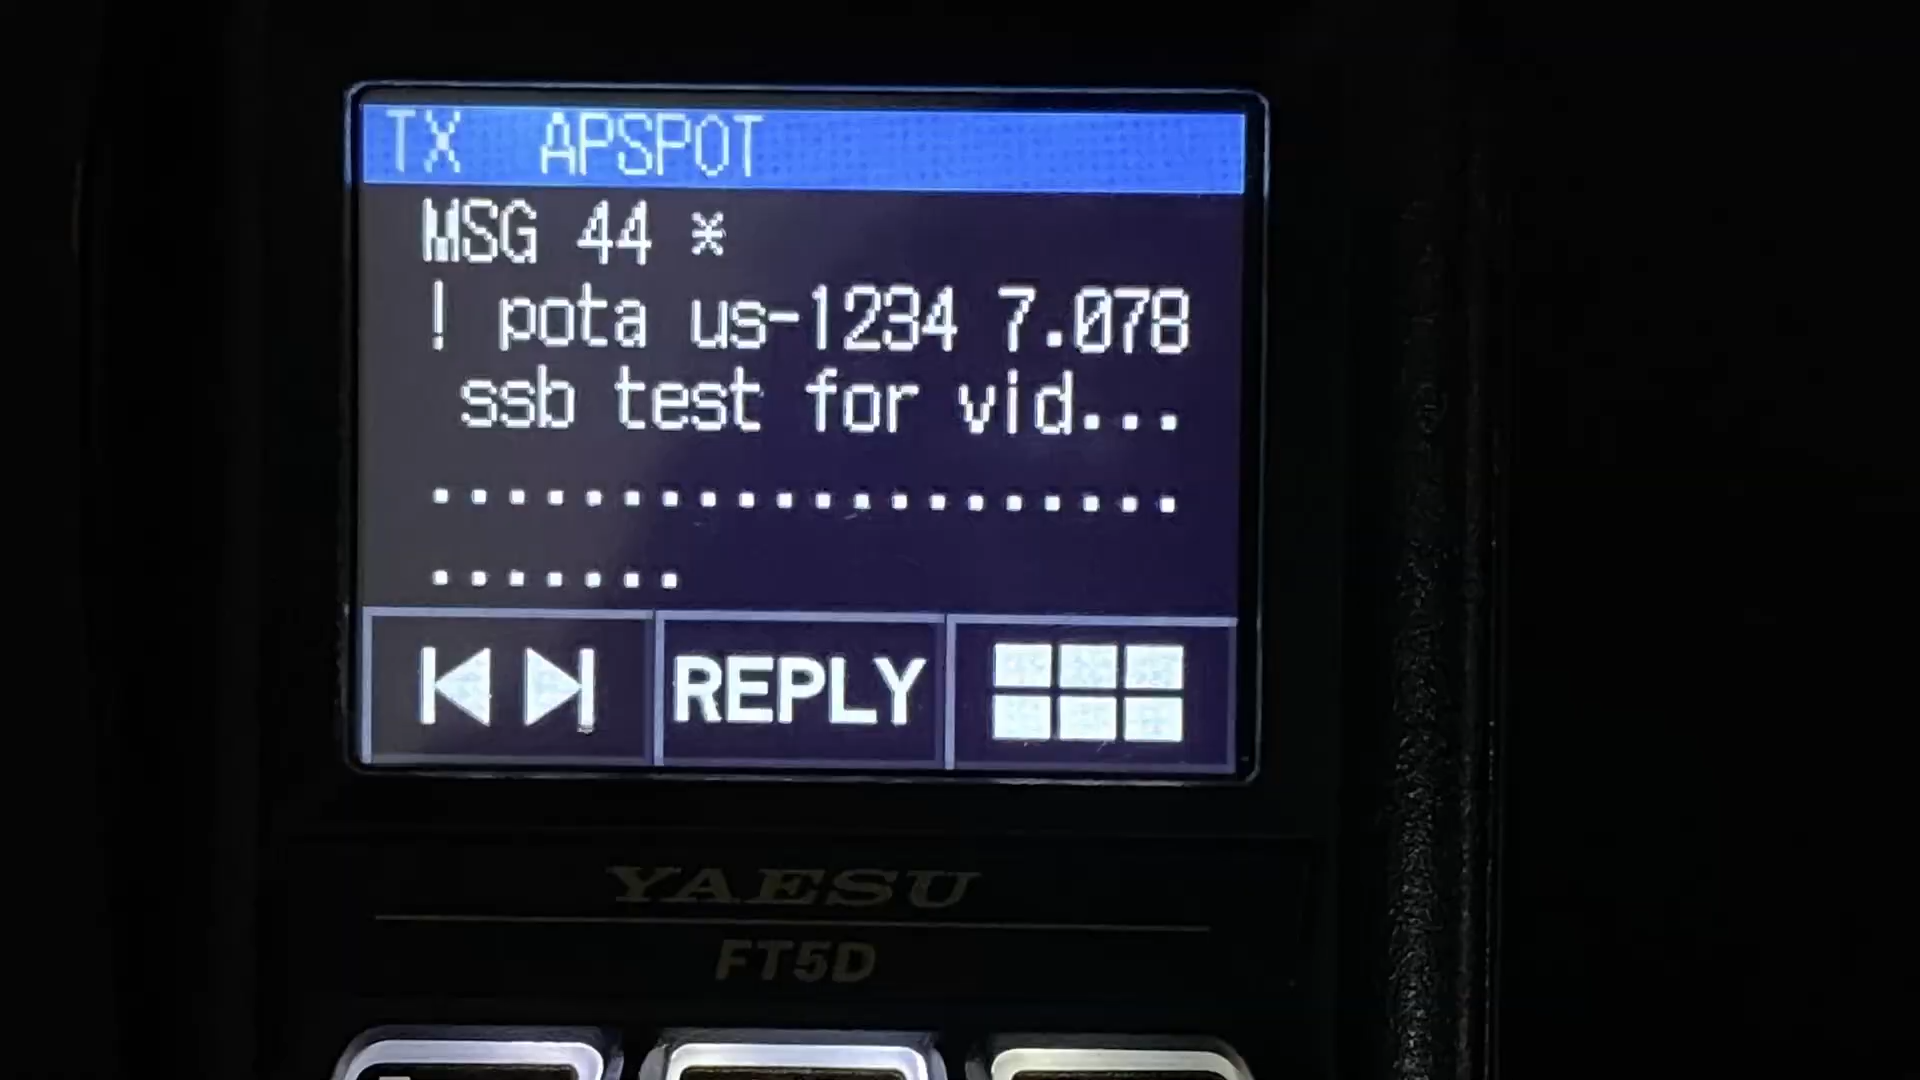 TX APSPOT
MSG 44 *
! pota us-1234 7.078
ssb test for vid...
....................
.......
REPLY
YAESU
FT5D